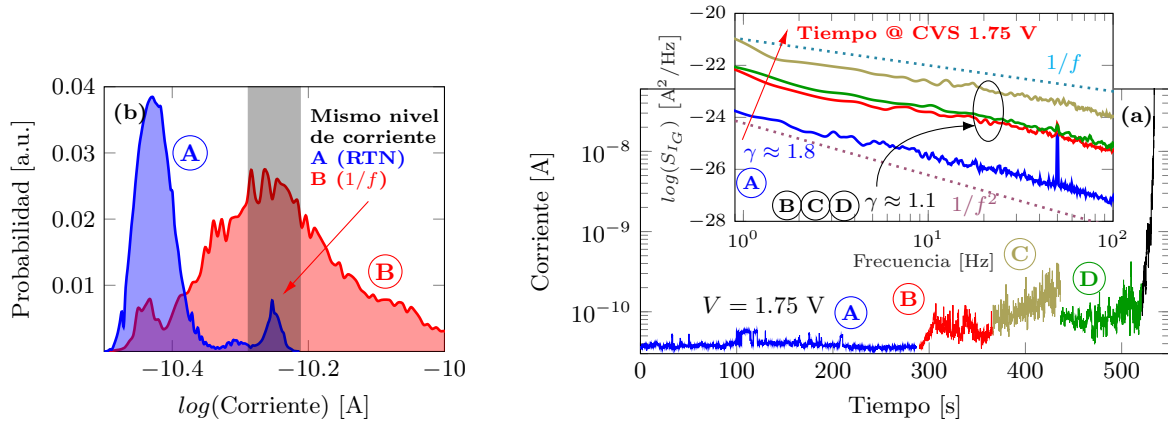 (b)
0.04
0.03
0.02
0.01
Probabilidad [a.u.]
−10.4
−10.2
−10
log(Corriente) [A]
A
B
Mismo nivel
de corriente
A (RTN)
B (1/f)
(a)
10⁻⁸
10⁻⁹
10⁻¹⁰
Corriente [A]
0
100
200
300
400
500
Tiempo [s]
V = 1.75 V
A
B
C
D
−20
−22
−24
−26
−28
log(S_{I_G}) [A²/Hz]
10⁰
10¹
10²
Frecuencia [Hz]
Tiempo @ CVS 1.75 V
1/f
γ ≈ 1.8
A
B C D
γ ≈ 1.1
1/f²